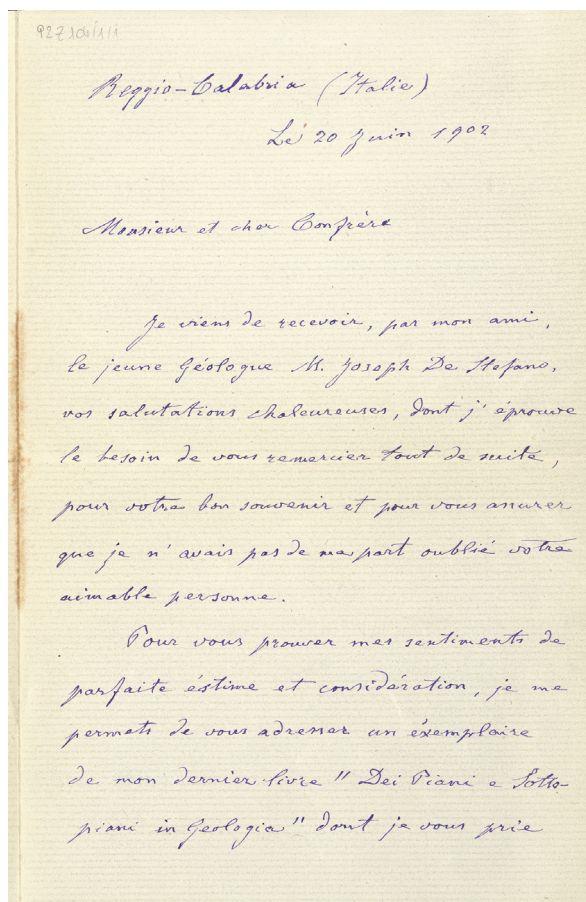 927104/1/1
Reggio-Calabria (Italie)
Le 20 Juin 1902
Monsieur et cher Confrère
Je viens de recevoir, par mon ami,
le jeune Géologue M. Joseph De Stefano,
vos salutations chaleureuses, dont j'éprouve
le besoin de vous remercier tout de suite,
pour votre bon souvenir et pour vous assurer
que je n'avais pas de ma part oublié votre
aimable personne.
Pour vous prouver mes sentiments de
parfaite éstime et considération, je me
permets de vous adresser un éxemplaire
de mon dernier livre "Dei Piani e Sotto-
piani in Geologia" dont je vous prie